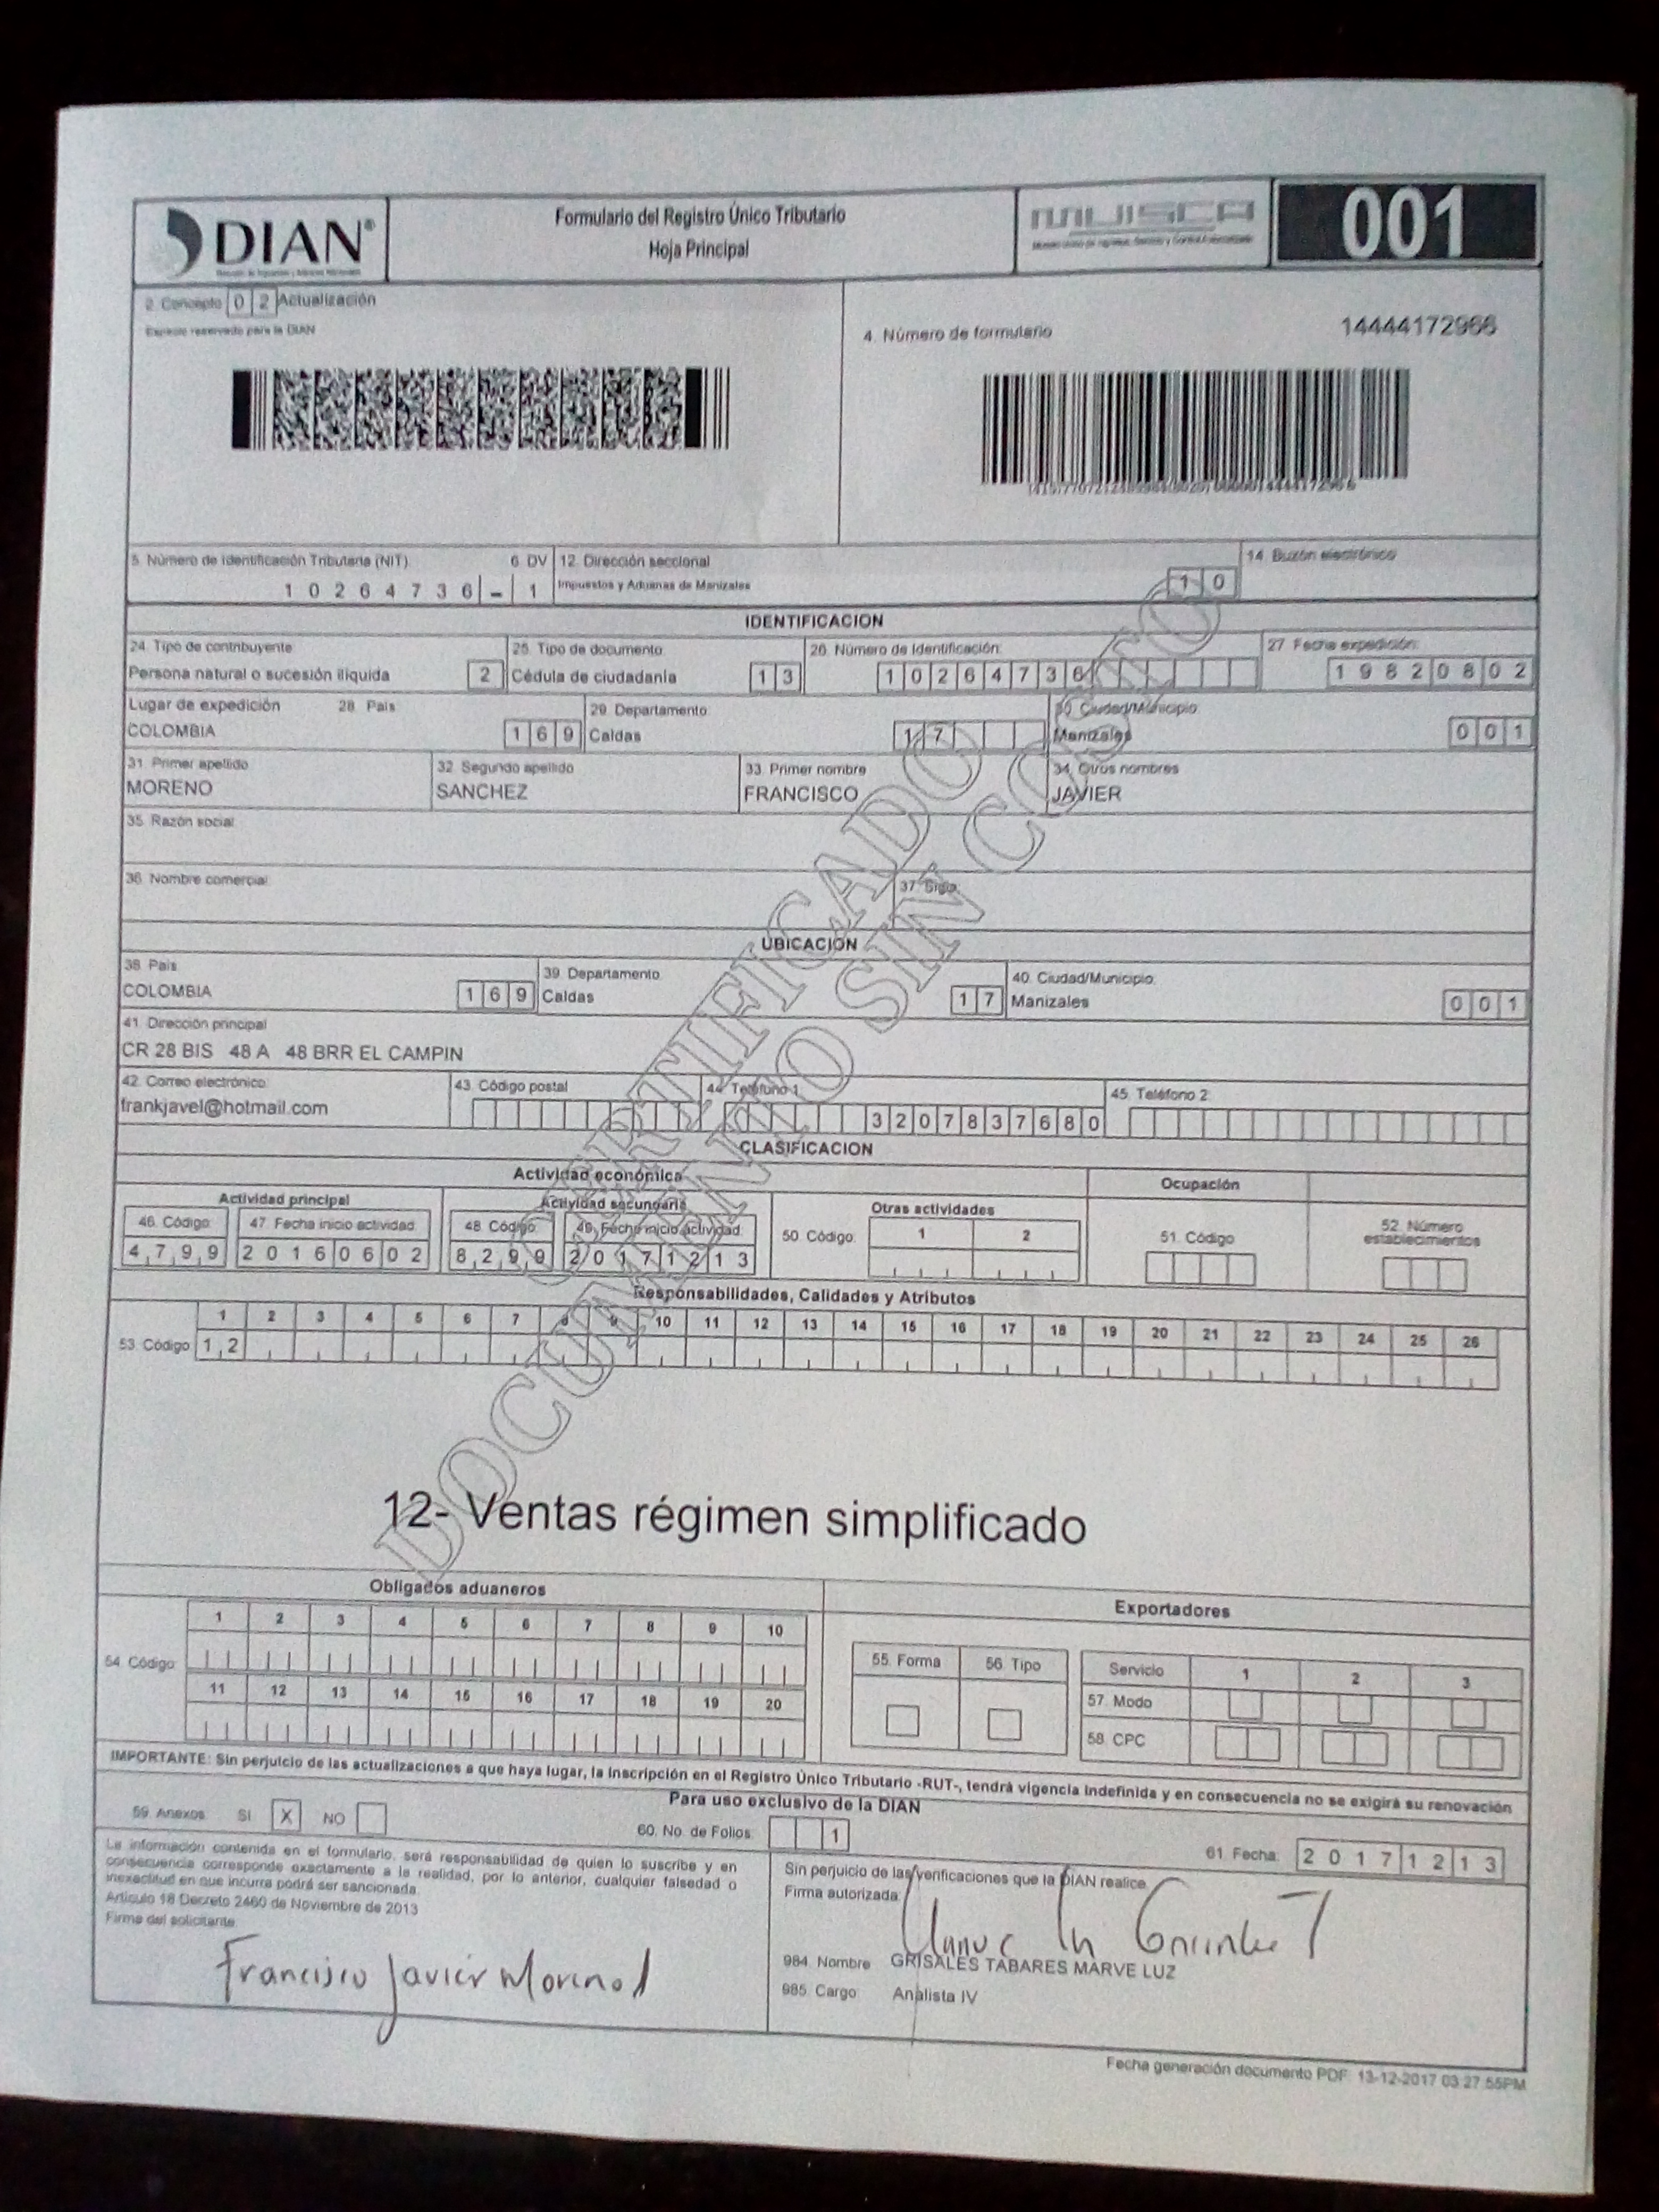 DIAN®
Formulario del Registro Único Tributario
Hoja Principal
MUISCA
001
2. Concepto 0 2 Actualización
Espacio reservado para la DIAN
4. Número de formulario
14444172966
5. Número de Identificación Tributaria (NIT)
6. DV
12. Dirección seccional
14. Buzón electrónico
1 0 2 6 4 7 3 6 - 1
Impuestos y Aduanas de Manizales
1 0
IDENTIFICACION
24. Tipo de contribuyente
25. Tipo de documento
26. Número de Identificación:
27. Fecha expedición:
Persona natural o sucesión ilíquida 2
Cédula de ciudadanía 1 3
1 0 2 6 4 7 3 6
1 9 8 2 0 8 0 2
Lugar de expedición 28. País
29. Departamento
30. Ciudad/Municipio
COLOMBIA 1 6 9
Caldas 1 7
Manizales 0 0 1
31. Primer apellido
32. Segundo apellido
33. Primer nombre
34. Otros nombres
MORENO
SANCHEZ
FRANCISCO
JAVIER
35. Razón social:
36. Nombre comercial:
37. Sigla:
UBICACION
38. País
39. Departamento
40. Ciudad/Municipio:
COLOMBIA 1 6 9
Caldas 1 7
Manizales 0 0 1
41. Dirección principal
CR 28 BIS 48 A 48 BRR EL CAMPIN
42. Correo electrónico:
43. Código postal
44. Teléfono 1:
45. Teléfono 2:
frankjavel@hotmail.com
3 2 0 7 8 3 7 6 8 0
CLASIFICACION
Actividad económica
Ocupación
Actividad principal
Actividad secundaria
Otras actividades
52. Número establecimientos
46. Código:
47. Fecha inicio actividad:
48. Código:
49. Fecha inicio actividad:
50. Código:
1 2
51. Código
4 7 9 9
2 0 1 6 0 6 0 2
8 2 9 9
2 0 1 7 1 2 1 3
Responsabilidades, Calidades y Atributos
1 2 3 4 5 6 7 8 9 10 11 12 13 14 15 16 17 18 19 20 21 22 23 24 25 26
53. Código: 1 2
12- Ventas régimen simplificado
CERTIFICADO
DOCUMENTO SIN COSTO
Obligados aduaneros
Exportadores
1 2 3 4 5 6 7 8 9 10
54. Código:
11 12 13 14 15 16 17 18 19 20
55. Forma
56. Tipo
Servicio 1 2 3
57. Modo
58. CPC
IMPORTANTE: Sin perjuicio de las actualizaciones a que haya lugar, la inscripción en el Registro Único Tributario -RUT-, tendrá vigencia indefinida y en consecuencia no se exigirá su renovación
Para uso exclusivo de la DIAN
59. Anexos SI X NO
60. No. de Folios: 1
61. Fecha: 2 0 1 7 1 2 1 3
La información contenida en el formulario, será responsabilidad de quien lo suscribe y en
consecuencia corresponde exactamente a la realidad, por lo anterior, cualquier falsedad o
inexactitud en que incurra podrá ser sancionada.
Artículo 18 Decreto 2460 de Noviembre de 2013
Firma del solicitante:
Francisco Javier Moreno
Sin perjuicio de las verificaciones que la DIAN realice.
Firma autorizada:
984. Nombre GRISALES TABARES MARVE LUZ
985. Cargo: Analista IV
Fecha generación documento PDF: 13-12-2017 03:27:55PM